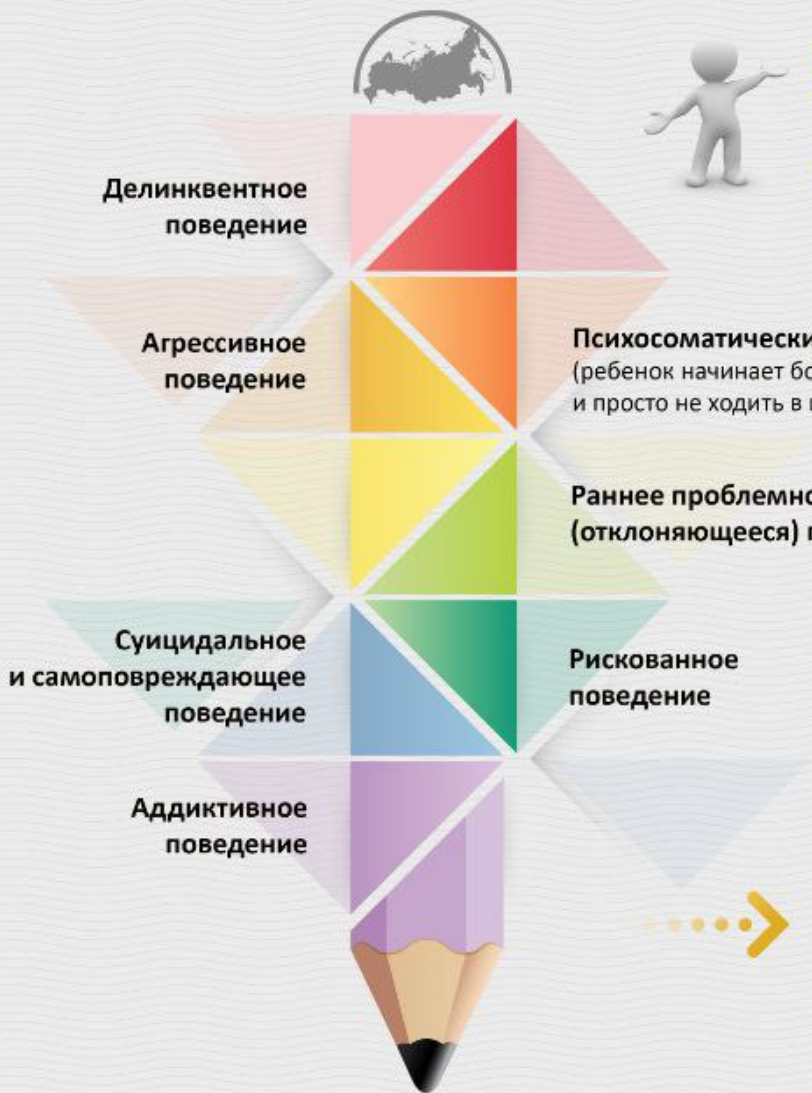 Делинквентное
поведение
Агрессивное
поведение
Психосоматически
(ребенок начинает бо
и просто не ходить в
Раннее проблемно
(отклоняющееся)
Суицидальное
и самоповреждающее
поведение
Рискованное
поведение
Аддиктивное
поведение